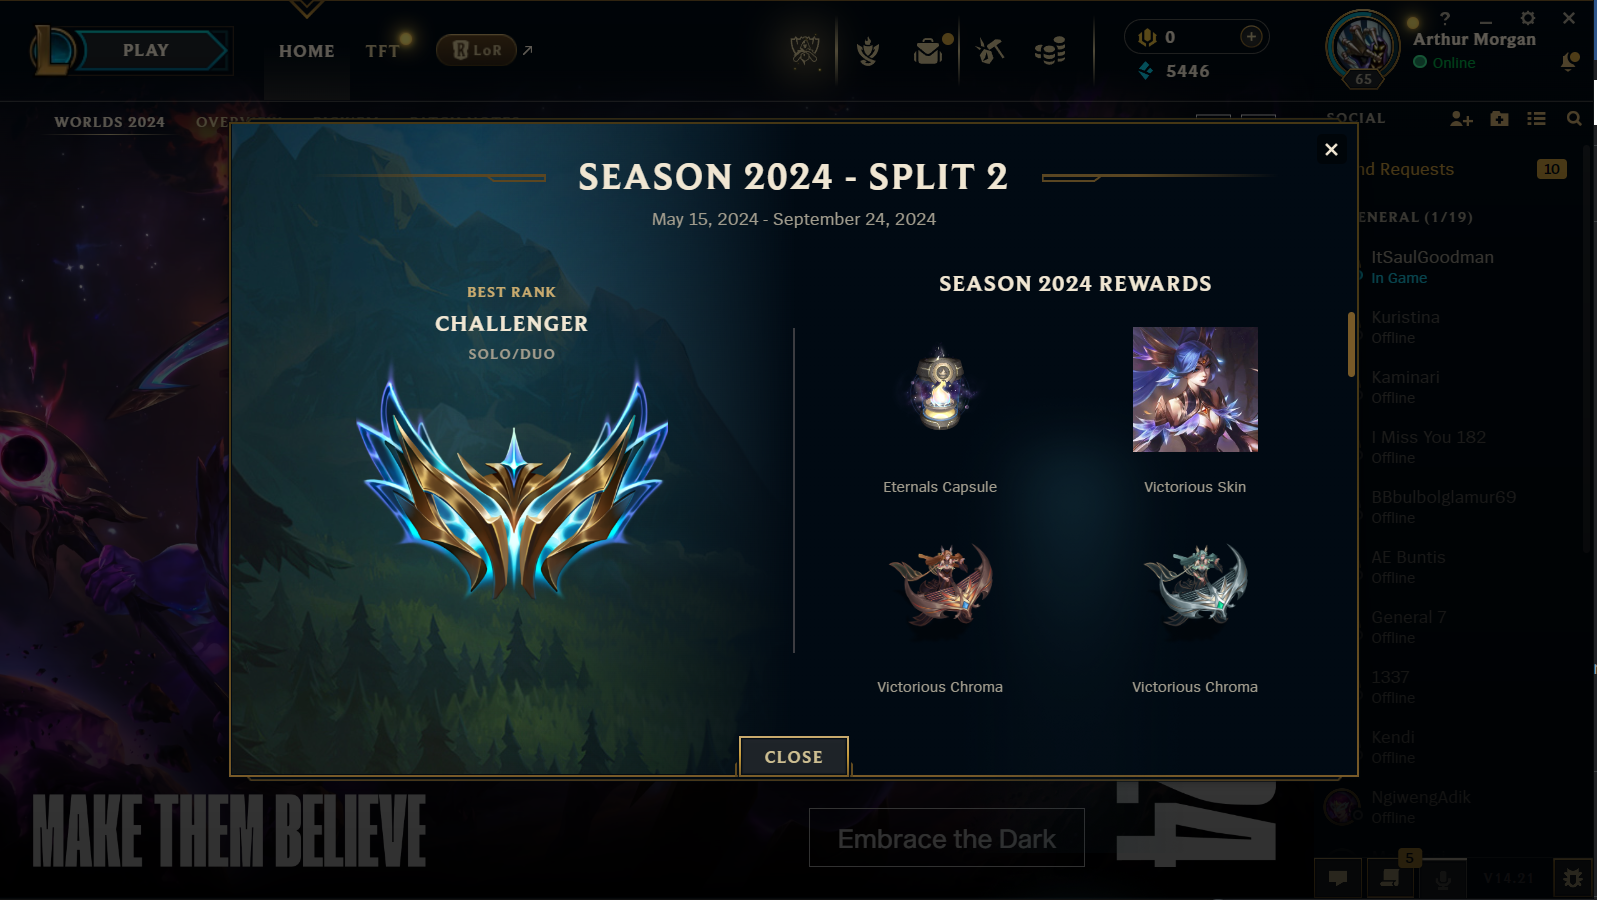 PLAY
HOME
TFT
LoR
0
5446
?
Arthur Morgan
Online
65
WORLDS 2024
SOCIAL
SEASON 2024 - SPLIT 2
May 15, 2024 - September 24, 2024
nd Requests
10
ENERAL (1/19)
BEST RANK
CHALLENGER
SOLO/DUO
SEASON 2024 REWARDS
Eternals Capsule
Victorious Skin
Victorious Chroma
Victorious Chroma
ItSaulGoodman
In Game
Kuristina
Offline
Kaminari
Offline
I Miss You 182
Offline
BBbulbolglamur69
Offline
AE Buntis
Offline
General 7
Offline
1337
Offline
Kendi
Offline
NgiwengAdik
Offline
CLOSE
MAKE THEM BELIEVE
Embrace the Dark
5
V14.21